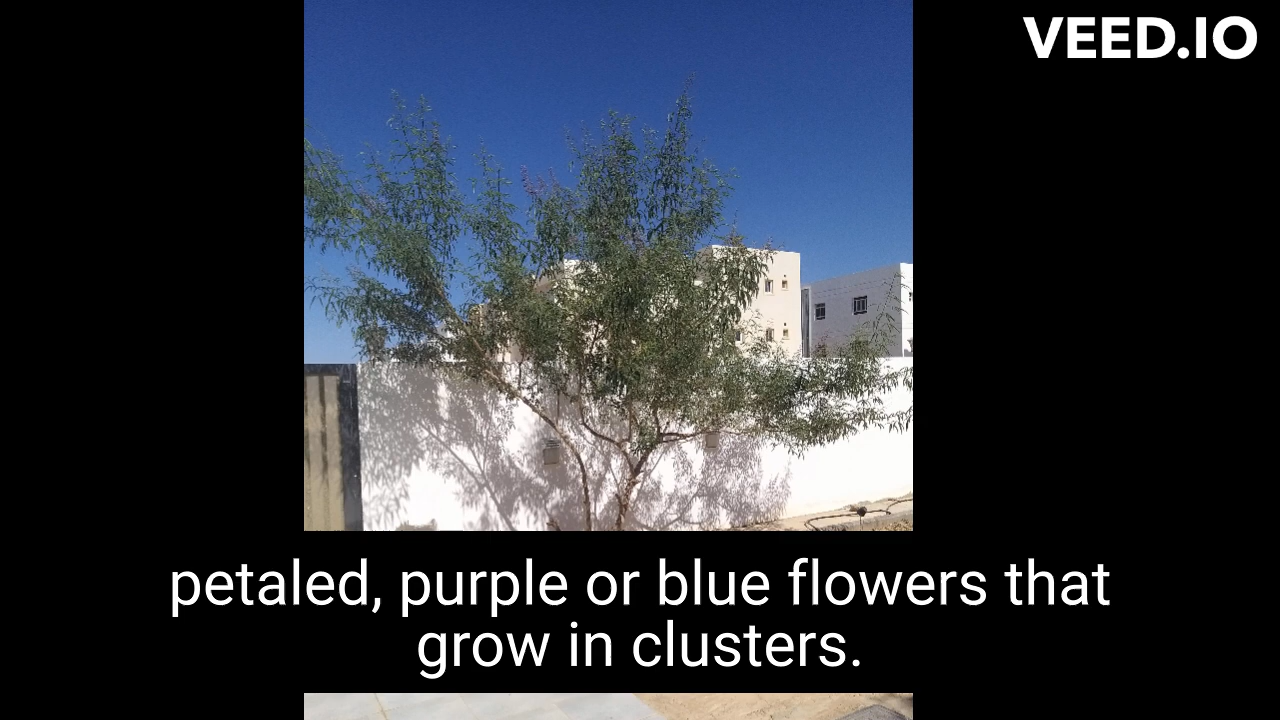 VEED.IO
petaled, purple or blue flowers that
grow in clusters.